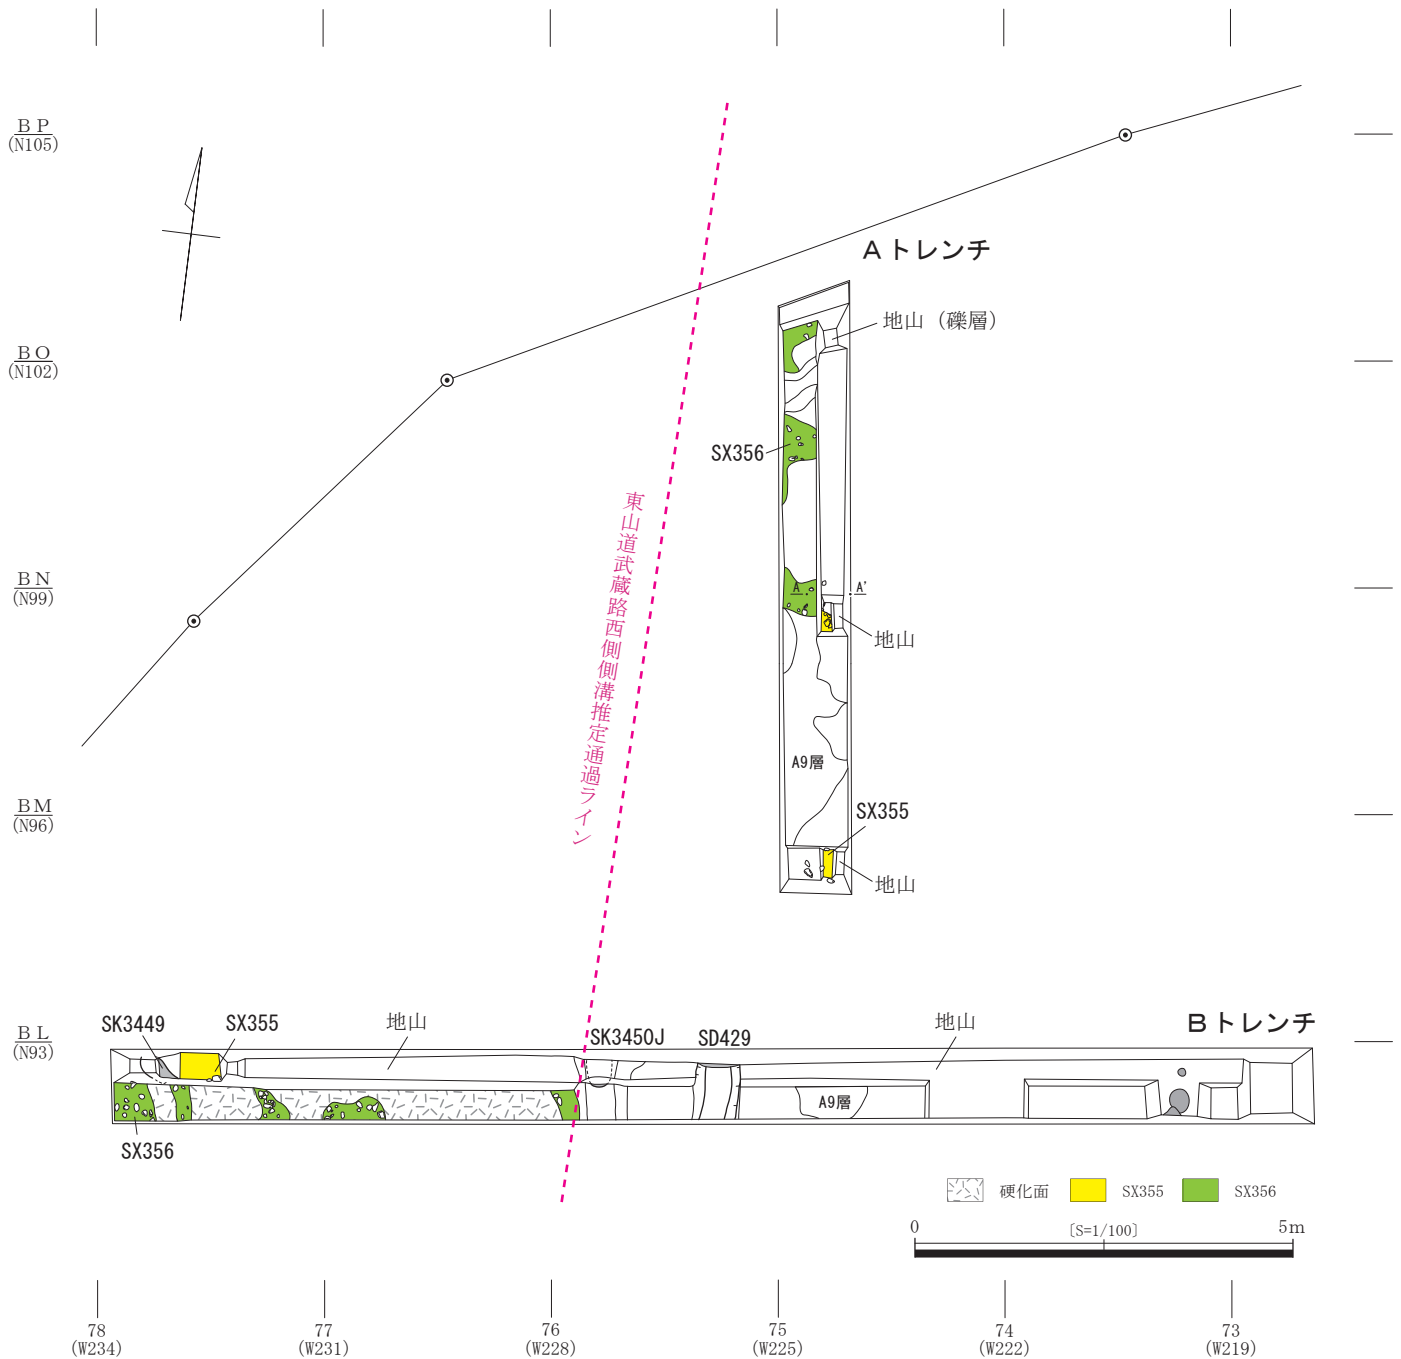 BP
(N105)
Aトレンチ
地山（礫層）
BO
(N102)
SX356
東山道武蔵路西側側溝推定通過ライン
BN
(N99)
A
A'
地山
A9層
BM
(N96)
SX355
地山
BL
(N93)
SK3449
SX355
地山
SK3450J
SD429
地山
Bトレンチ
A9層
SX356
硬化面
SX355
SX356
0
〔S=1/100〕
5m
78
(W234)
77
(W231)
76
(W228)
75
(W225)
74
(W222)
73
(W219)